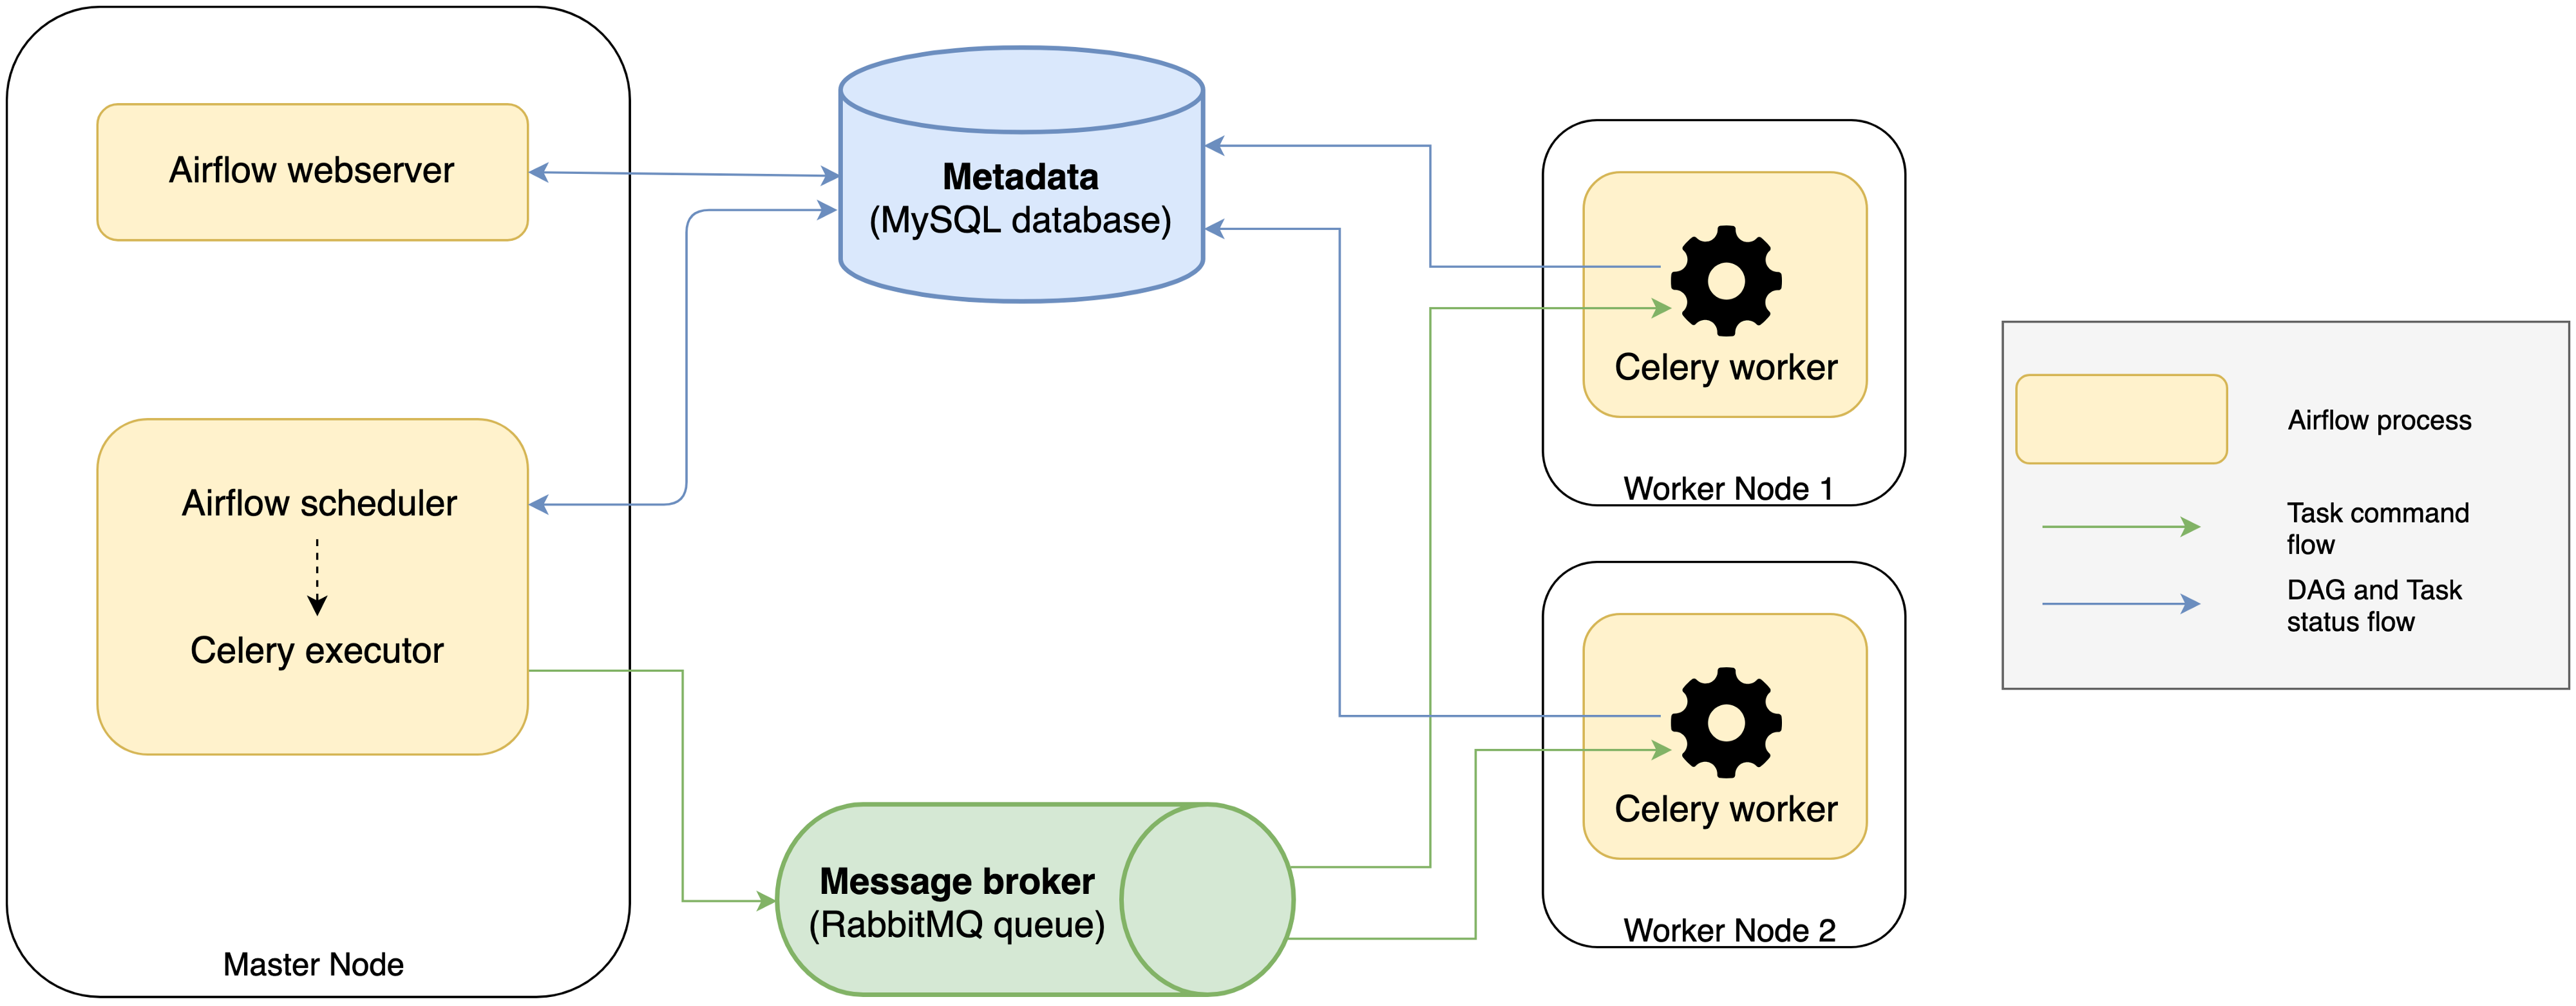 Airflow webserver
Airflow scheduler
Celery executor
Master Node
Metadata
(MySQL database)
Message broker
(RabbitMQ queue)
Celery worker
Worker Node 1
Celery worker
Worker Node 2
Airflow process
Task command
flow
DAG and Task
status flow